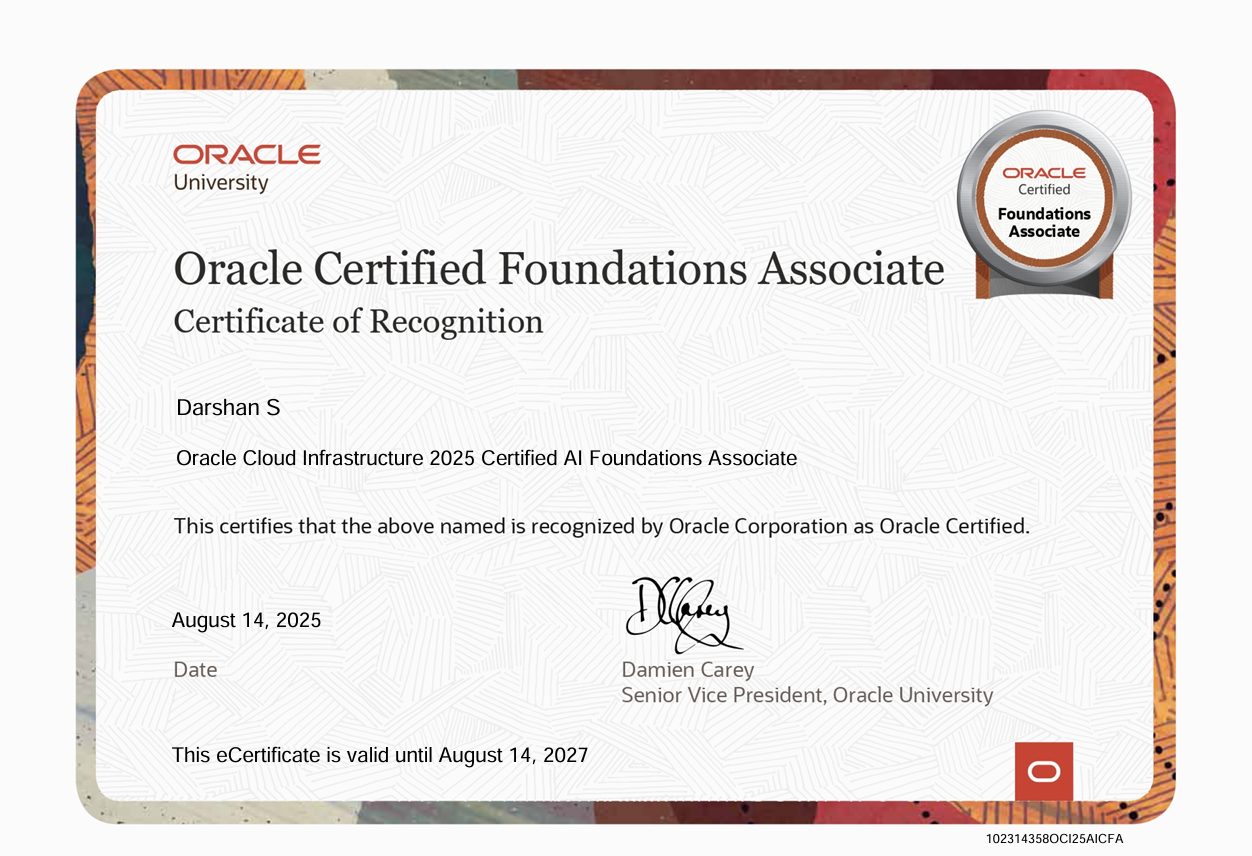 ORACLE
University
ORACLE
Certified
Foundations
Associate
Oracle Certified Foundations Associate
Certificate of Recognition
Darshan S
Oracle Cloud Infrastructure 2025 Certified AI Foundations Associate
This certifies that the above named is recognized by Oracle Corporation as Oracle Certified.
DCarey
August 14, 2025
Date
Damien Carey
Senior Vice President, Oracle University
This eCertificate is valid until August 14, 2027
102314358OCI25AICFA